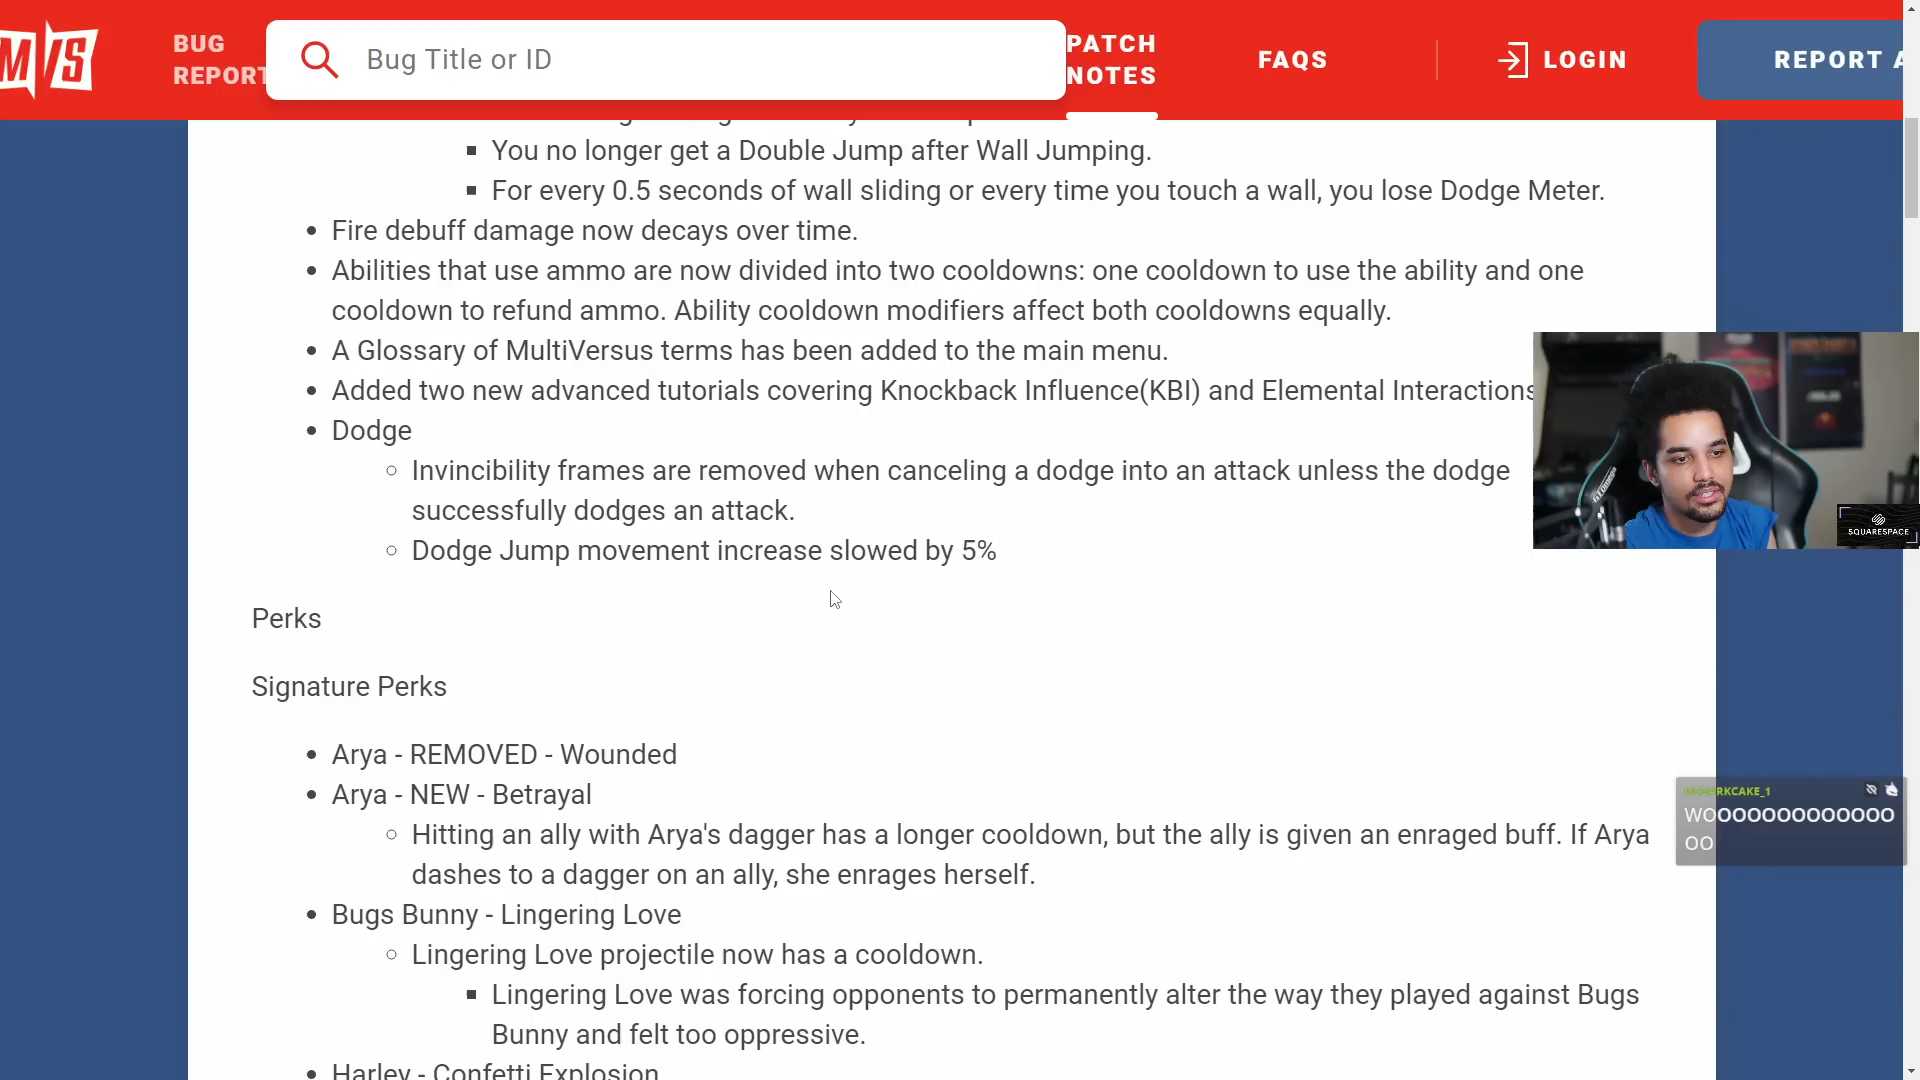 MVS
BUG
REPORT
Bug Title or ID
PATCH
NOTES
FAQS
LOGIN
REPORT A
You no longer get a Double Jump after Wall Jumping.
For every 0.5 seconds of wall sliding or every time you touch a wall, you lose Dodge Meter.
Fire debuff damage now decays over time.
Abilities that use ammo are now divided into two cooldowns: one cooldown to use the ability and one
cooldown to refund ammo. Ability cooldown modifiers affect both cooldowns equally.
A Glossary of MultiVersus terms has been added to the main menu.
Added two new advanced tutorials covering Knockback Influence(KBI) and Elemental Interactions
Dodge
Invincibility frames are removed when canceling a dodge into an attack unless the dodge
successfully dodges an attack.
Dodge Jump movement increase slowed by 5%
SQUARESPACE
Perks
Signature Perks
Arya - REMOVED - Wounded
Arya - NEW - Betrayal
Hitting an ally with Arya's dagger has a longer cooldown, but the ally is given an enraged buff. If Arya
dashes to a dagger on an ally, she enrages herself.
WOOOOOOOOOOOOO
OO
Bugs Bunny - Lingering Love
Lingering Love projectile now has a cooldown.
Lingering Love was forcing opponents to permanently alter the way they played against Bugs
Bunny and felt too oppressive.
Harley - Confetti Explosion